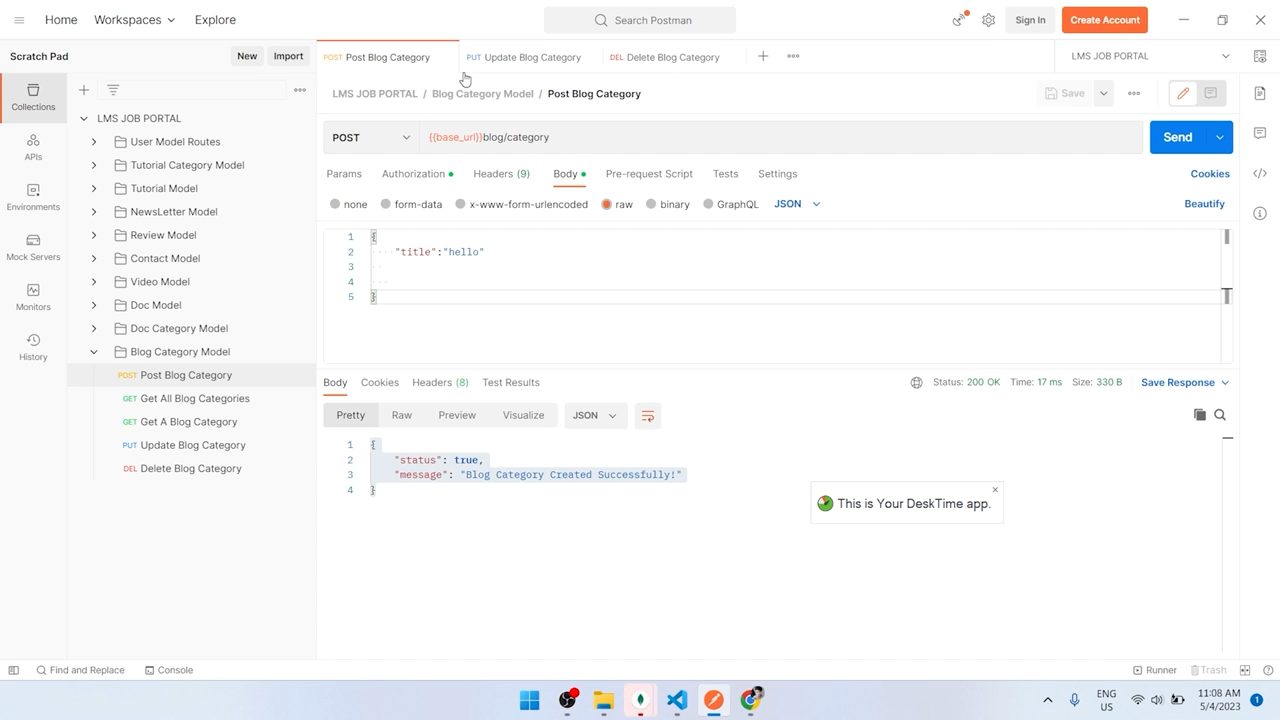 Home
Workspaces
Explore
Search Postman
Sign In
Create Account
Scratch Pad
New
Import
POST Post Blog Category
PUT Update Blog Category
DEL Delete Blog Category
LMS JOB PORTAL
Collections
APIs
Environments
Mock Servers
Monitors
History
LMS JOB PORTAL
User Model Routes
Tutorial Category Model
Tutorial Model
NewsLetter Model
Review Model
Contact Model
Video Model
Doc Model
Doc Category Model
Blog Category Model
POST Post Blog Category
GET Get All Blog Categories
GET Get A Blog Category
PUT Update Blog Category
DEL Delete Blog Category
LMS JOB PORTAL / Blog Category Model / Post Blog Category
Save
POST
{{base_url}}blog/category
Send
Params
Authorization
Headers (9)
Body
Pre-request Script
Tests
Settings
Cookies
none
form-data
x-www-form-urlencoded
raw
binary
GraphQL
JSON
Beautify
1 {
2 "title":"hello"
3
4
5 }
Body
Cookies
Headers (8)
Test Results
Status: 200 OK
Time: 17 ms
Size: 330 B
Save Response
Pretty
Raw
Preview
Visualize
JSON
1 {
2 "status": true,
3 "message": "Blog Category Created Successfully!"
4 }
This is Your DeskTime app.
Find and Replace
Console
Runner
Trash
ENG
US
11:08 AM
5/4/2023
1